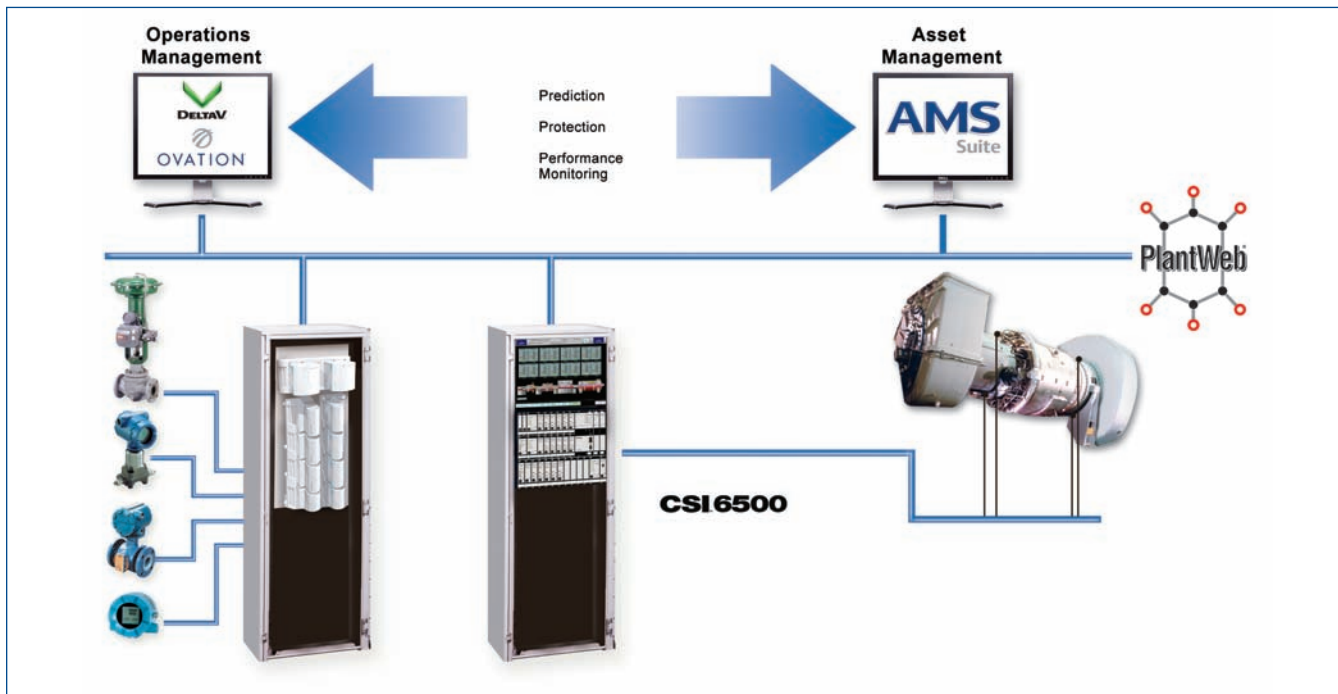 Operations
Management
Asset
Management
DELTAV
OVATION
Prediction
Protection
Performance
Monitoring
AMS
Suite
PlantWeb
CSI 6500